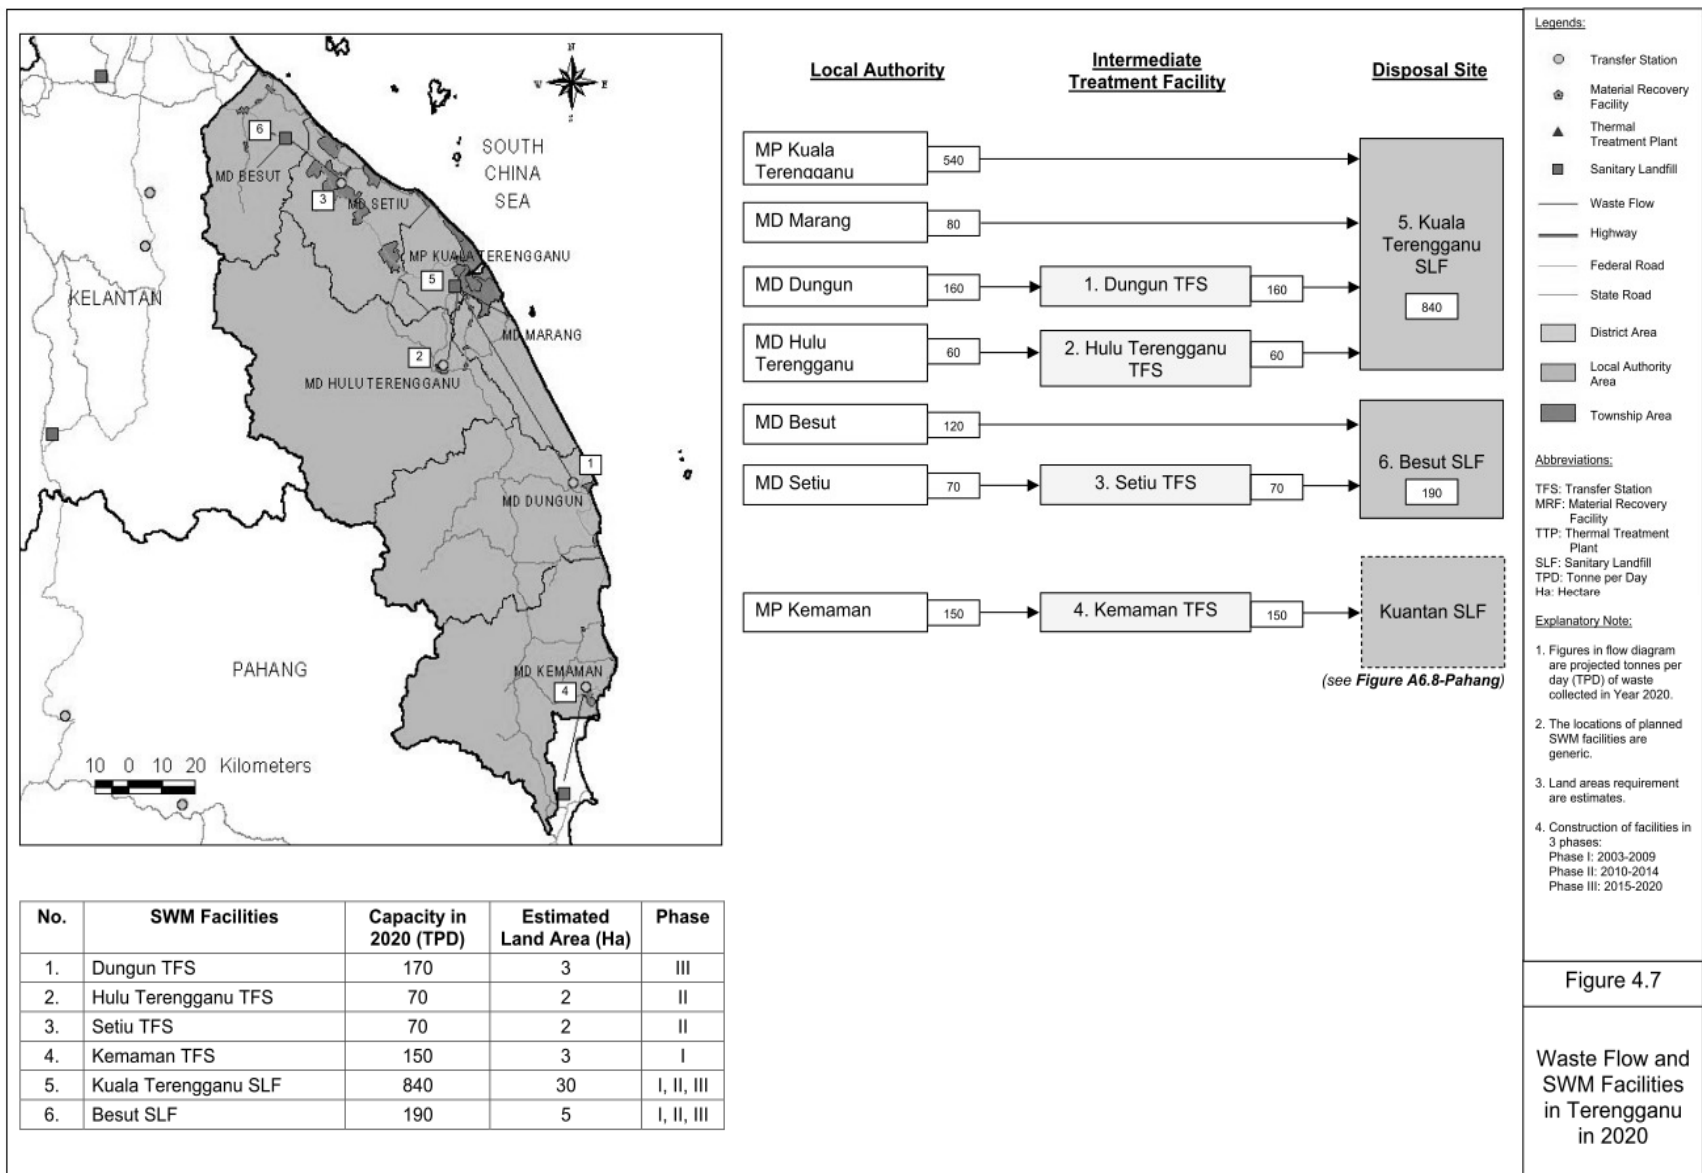 N
W
E
S
6
MD BESUT
3
MD SETIU
SOUTH
CHINA
SEA
MP KUALA TERENGGANU
5
KELANTAN
MD MARANG
2
MD HULU TERENGGANU
1
MD DUNGUN
PAHANG
MD KEMAMAN
4
10 0 10 20 Kilometers
Local Authority
Intermediate
Treatment Facility
Disposal Site
MP Kuala
Terengganu
540
MD Marang
80
MD Dungun
160
1. Dungun TFS
160
MD Hulu
Terengganu
60
2. Hulu Terengganu
TFS
60
5. Kuala
Terengganu
SLF
840
MD Besut
120
MD Setiu
70
3. Setiu TFS
70
6. Besut SLF
190
MP Kemaman
150
4. Kemaman TFS
150
Kuantan SLF
(see Figure A6.8-Pahang)
No. SWM Facilities Capacity in 2020 (TPD) Estimated Land Area (Ha) Phase
1. Dungun TFS 170 3 III
2. Hulu Terengganu TFS 70 2 II
3. Setiu TFS 70 2 II
4. Kemaman TFS 150 3 I
5. Kuala Terengganu SLF 840 30 I, II, III
6. Besut SLF 190 5 I, II, III
Legends:
Transfer Station
Material Recovery
Facility
Thermal
Treatment Plant
Sanitary Landfill
Waste Flow
Highway
Federal Road
State Road
District Area
Local Authority
Area
Township Area
Abbreviations:
TFS: Transfer Station
MRF: Material Recovery
Facility
TTP: Thermal Treatment
Plant
SLF: Sanitary Landfill
TPD: Tonne per Day
Ha: Hectare
Explanatory Note:
1. Figures in flow diagram
are projected tonnes per
day (TPD) of waste
collected in Year 2020.
2. The locations of planned
SWM facilities are
generic.
3. Land areas requirement
are estimates.
4. Construction of facilities in
3 phases:
Phase I: 2003-2009
Phase II: 2010-2014
Phase III: 2015-2020
Figure 4.7
Waste Flow and
SWM Facilities
in Terengganu
in 2020